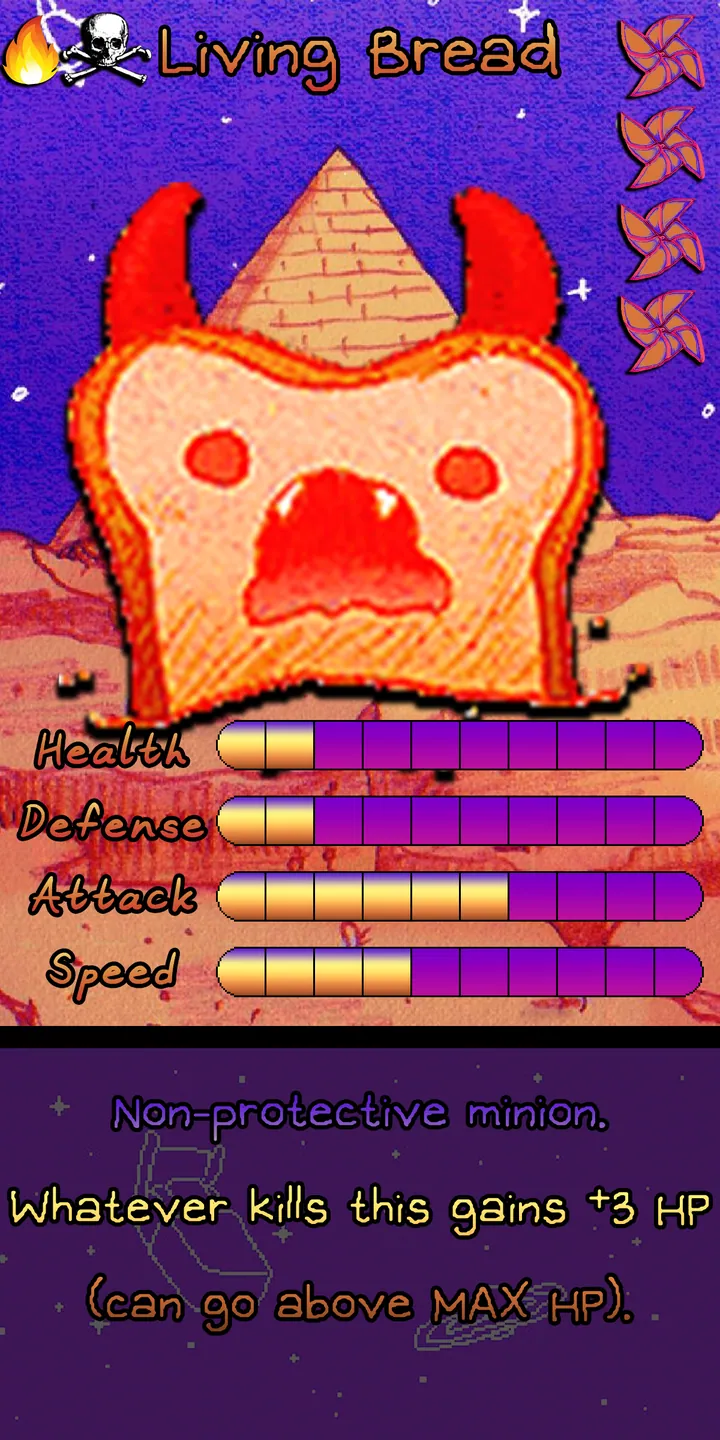 Living Bread
Health
Defense
Attack
Speed
Non-protective minion.
Whatever kills this gains +3 HP
(can go above MAX HP).